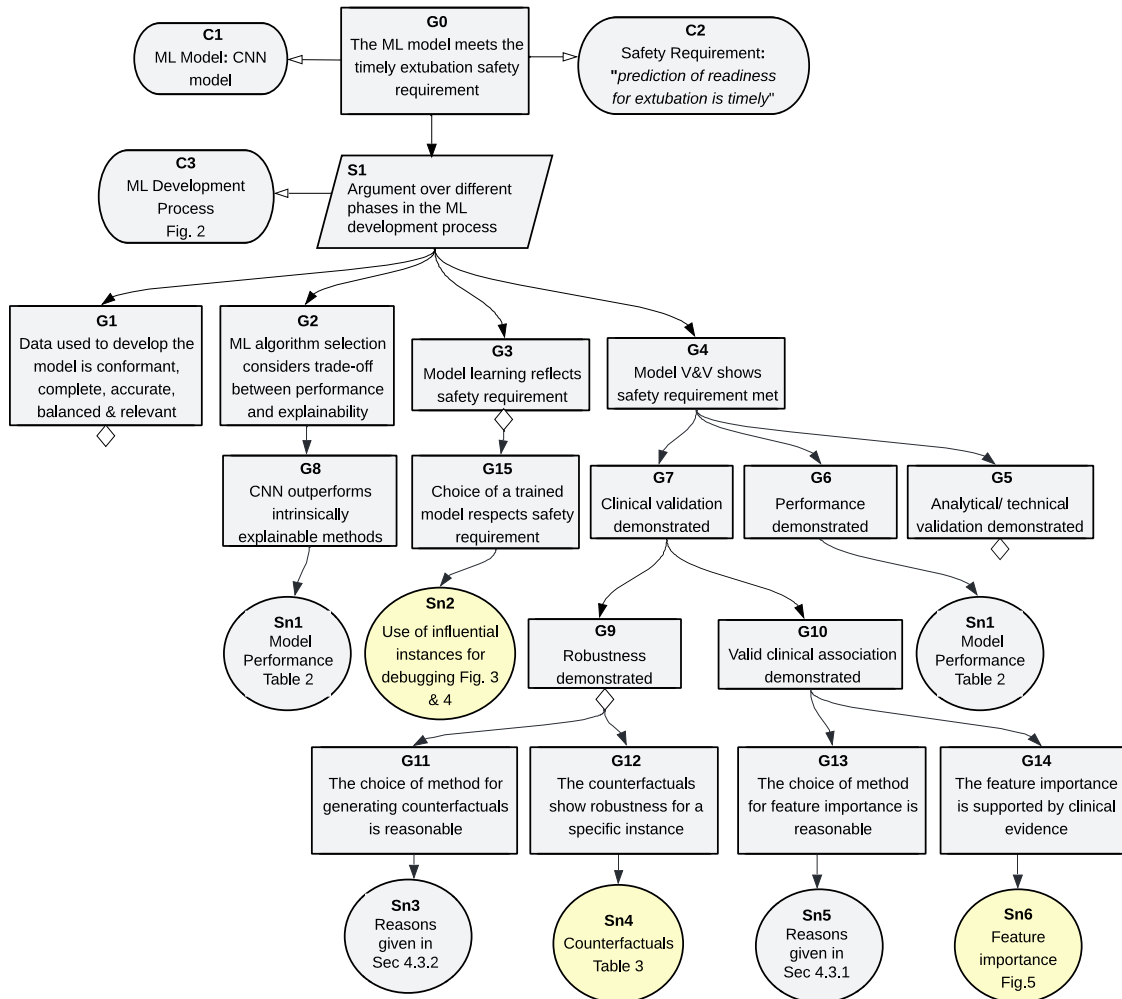 C1
ML Model: CNN
model
G0
The ML model meets the
timely extubation safety
requirement
C2
Safety Requirement:
"prediction of readiness
for extubation is timely"
C3
ML Development
Process
Fig. 2
S1
Argument over different
phases in the ML
development process
G1
Data used to develop the
model is conformant,
complete, accurate,
balanced & relevant
G2
ML algorithm selection
considers trade-off
between performance
and explainability
G3
Model learning reflects
safety requirement
G4
Model V&V shows
safety requirement met
G8
CNN outperforms
intrinsically
explainable methods
G15
Choice of a trained
model respects safety
requirement
G7
Clinical validation
demonstrated
G6
Performance
demonstrated
G5
Analytical/ technical
validation demonstrated
Sn1
Model
Performance
Table 2
Sn2
Use of influential
instances for
debugging Fig. 3
& 4
G9
Robustness
demonstrated
G10
Valid clinical association
demonstrated
Sn1
Model
Performance
Table 2
G11
The choice of method for
generating counterfactuals
is reasonable
G12
The counterfactuals
show robustness for a
specific instance
G13
The choice of method
for feature importance is
reasonable
G14
The feature importance
is supported by clinical
evidence
Sn3
Reasons
given in
Sec 4.3.2
Sn4
Counterfactuals
Table 3
Sn5
Reasons
given in
Sec 4.3.1
Sn6
Feature
importance
Fig.5